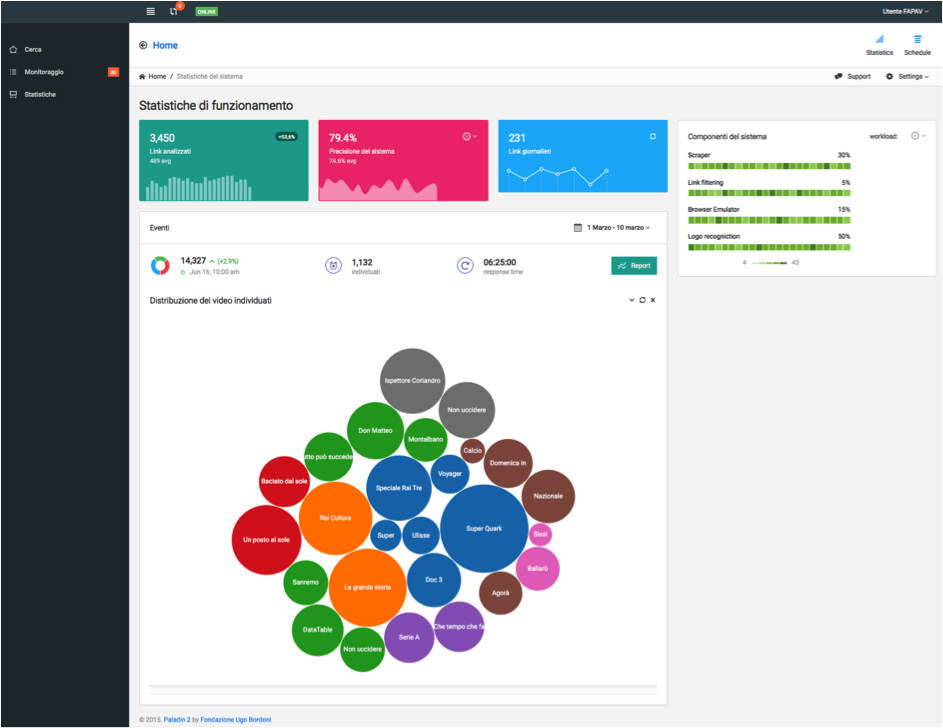 ONLINE
Utente FAPAV
Cerca
Monitoraggio
Statistiche
Home
Statistics
Schedule
Home / Statistiche del sistema
Support
Settings
Statistiche di funzionamento
3,450
+53,6%
Link analizzati
489 avg
79.4%
Precisione del sistema
74.6% avg
231
Link giornalieri
Componenti del sistema
workload:
Scraper
30%
Link filtering
5%
Browser Emulator
15%
Logo recogniction
50%
4
43
Eventi
1 Marzo - 10 marzo
14,327
(+2.9%)
Jun 16, 10:00 am
1,132
individuati
06:25:00
response time
Report
Distribuzione dei video individuati
Ispettore Coriandro
Non uccidere
Don Matteo
Montalbano
Calcio
utto può succede
Domenica In
Voyager
Baciato dal sole
Speciale Rai Tre
Nazionale
Rai Cultura
Super Quark
Super
Ulisse
Sissi
Un posto al sole
Ballarò
Doc 3
Sanremo
La grande storia
Agorà
Che tempo che fa
DataTable
Serie A
Non uccidere
© 2015. Paladin 2 by Fondazione Ugo Bordoni